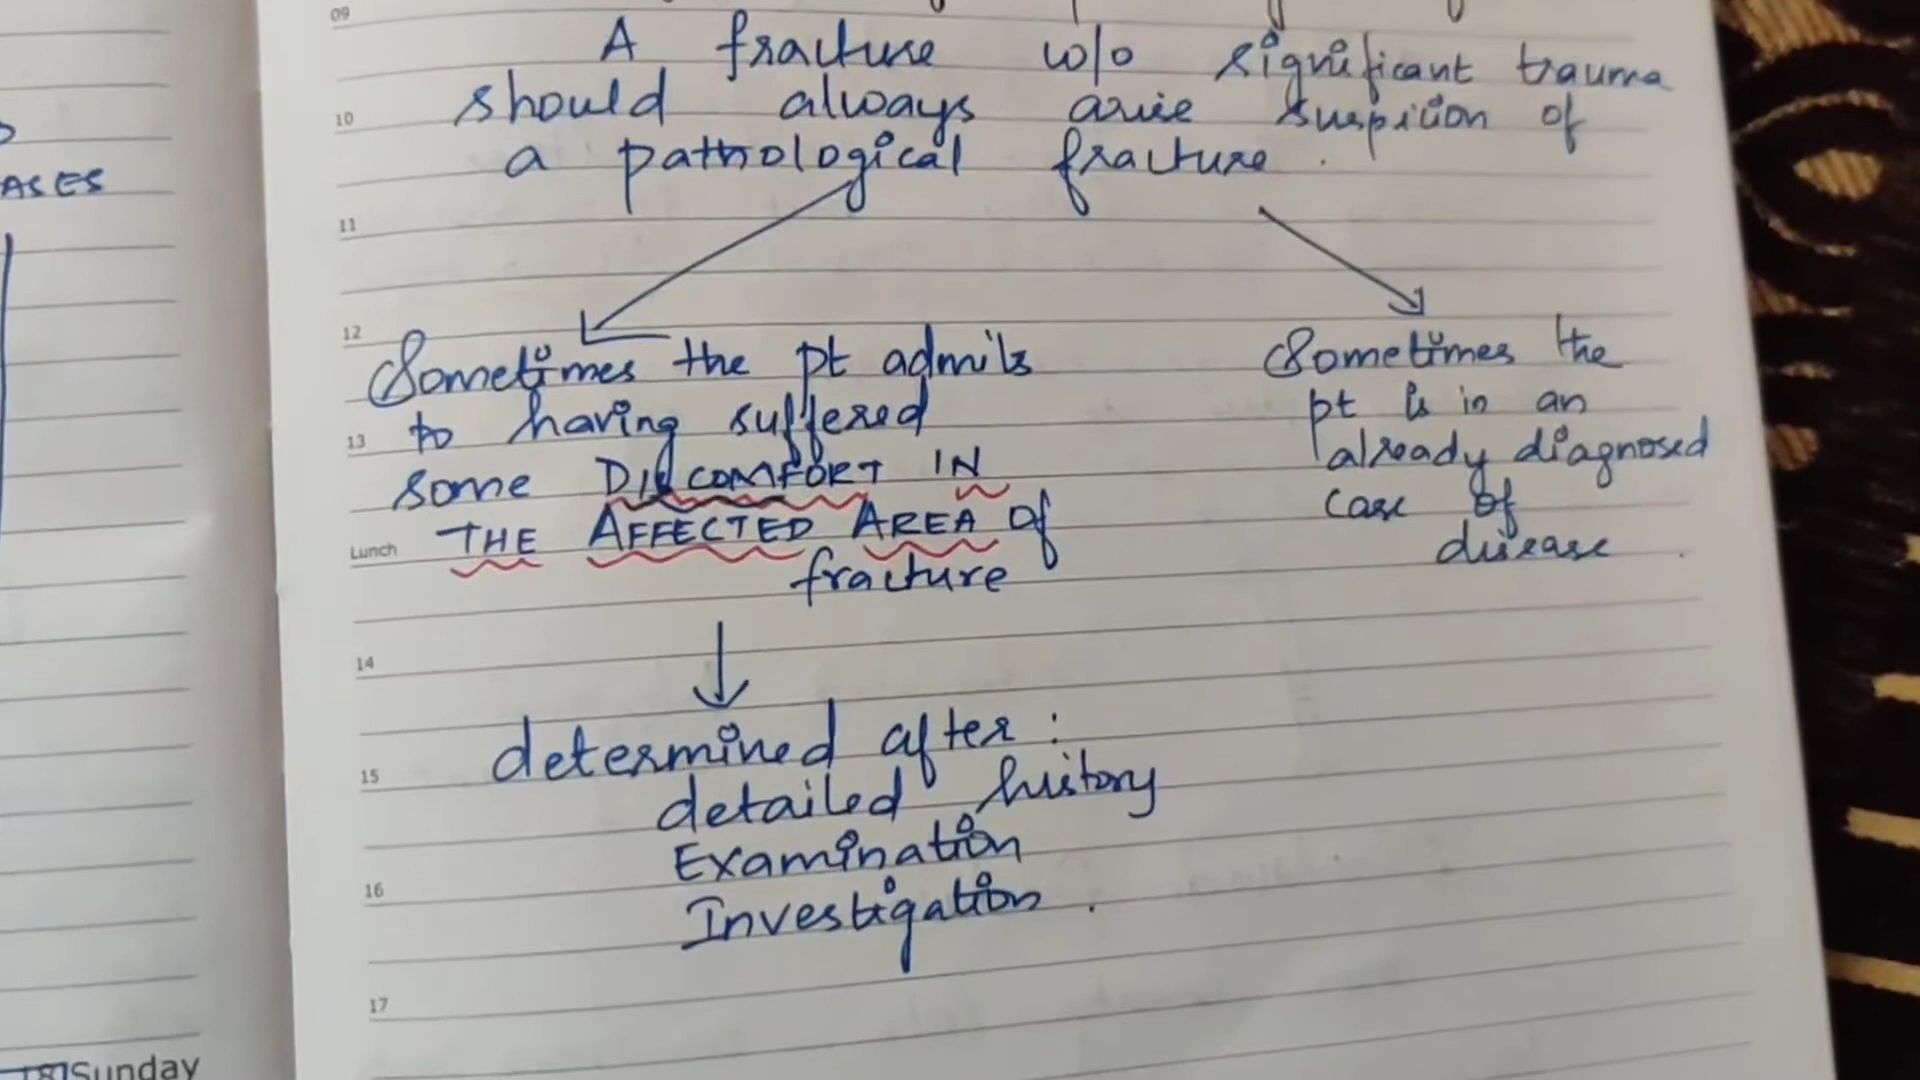 09
A fracture w/o significant trauma
10
should always arise suspicion of
a pathological fracture.
ASES
11
12
Sometimes the pt admits
to having suffered
13
some DISCOMFORT IN
Lunch
THE AFFECTED AREA of
fracture
Sometimes the
pt is in an
already diagnosed
case of
disease.
14
determined after:
15
detailed history
Examination
16
Investigation.
17
Sunday